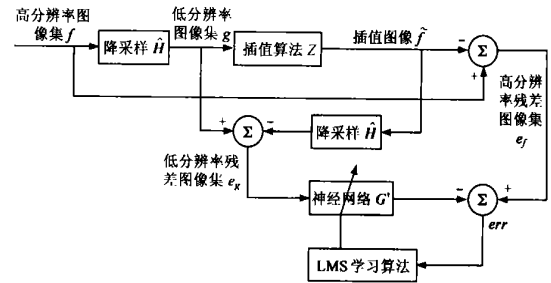 高分辨率图
像集 f
低分辨率
图像集 g
降采样 Ĥ
插值算法 Z
插值图像 f̃
−
Σ
+
高分辨
率残差
图像集
e_f
+
Σ
−
降采样 Ĥ
低分辨率残
差图像集 e_g
神经网络 G'
−
Σ
+
err
LMS 学习算法